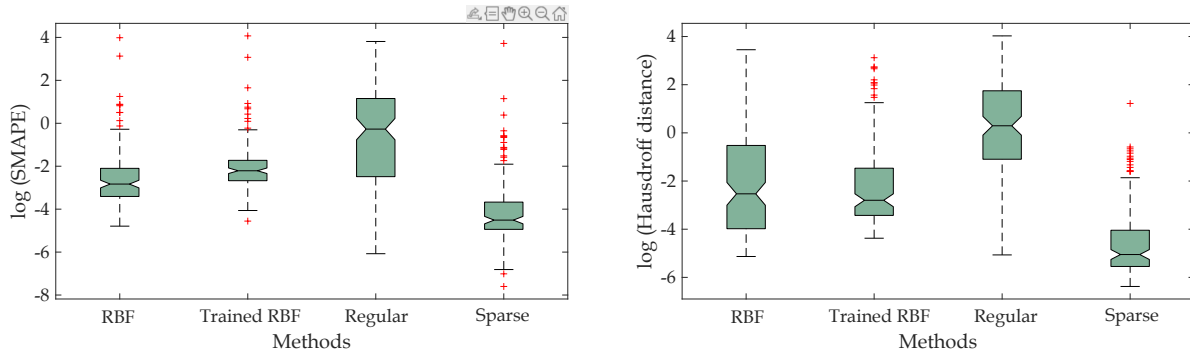 4
2
0
-2
-4
-6
-8
log (SMAPE)
RBF Trained RBF Regular Sparse
Methods
4
2
0
-2
-4
-6
log (Hausdroff distance)
RBF Trained RBF Regular Sparse
Methods